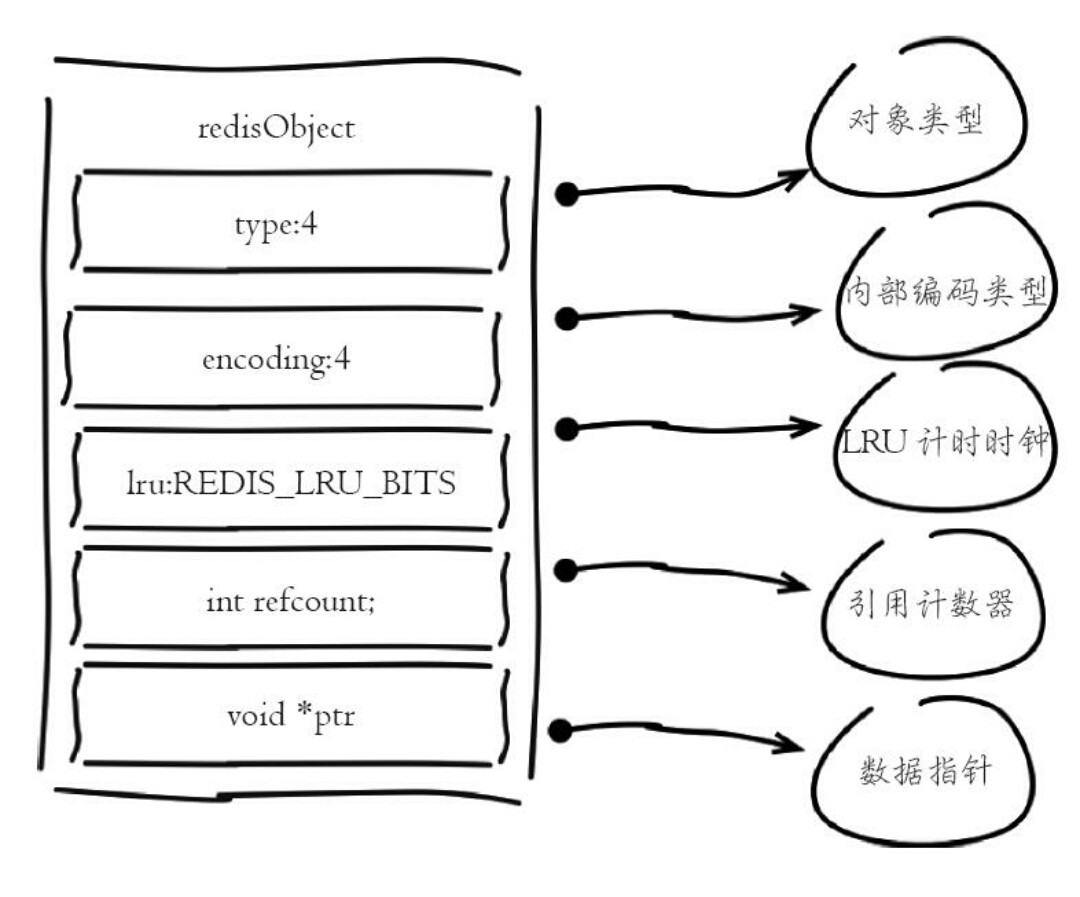 redisObject
type:4
对象类型
encoding:4
内部编码类型
lru:REDIS_LRU_BITS
LRU 计时时钟
int refcount;
引用计数器
void *ptr
数据指针